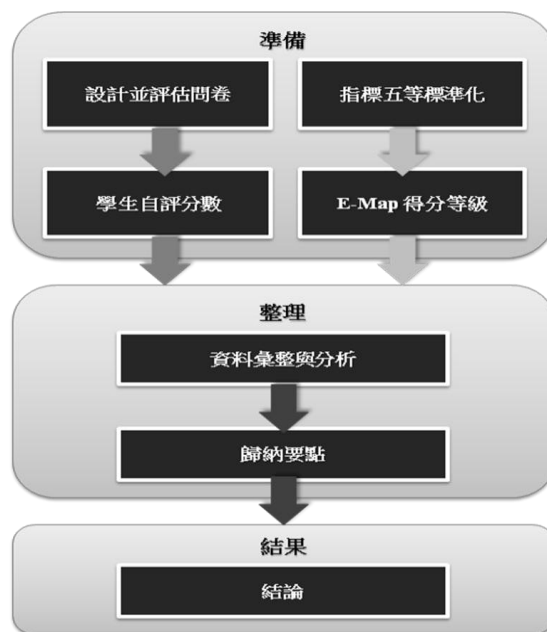 準備
設計並評估問卷
指標五等標準化
學生自評分數
E-Map 得分等級
整理
資料彙整與分析
歸納要點
結果
結論